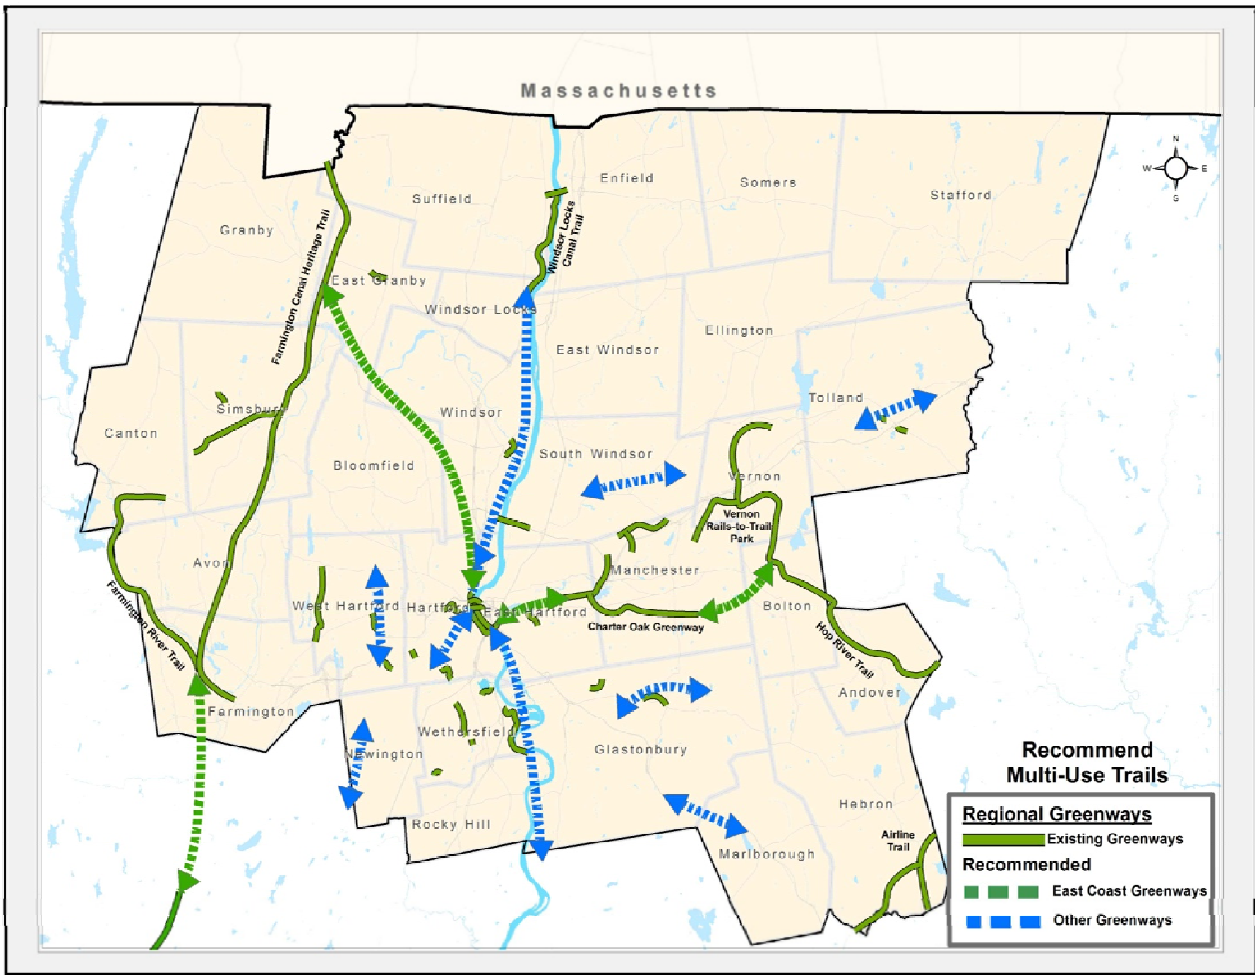 Massachusetts
N
W
E
S
Enfield
Somers
Suffield
Stafford
Granby
Windsor Locks
Canal Trail
Farmington Canal Heritage Trail
East Granby
Windsor Locks
Ellington
East Windsor
Tolland
Simsbury
Windsor
Canton
South Windsor
Bloomfield
Vernon
Vernon
Rails-to-Trail
Park
Avon
Manchester
Farmington River Trail
West Hartford
Hartford
East Hartford
Bolton
Charter Oak Greenway
Hop River Trail
Andover
Farmington
Wethersfield
Glastonbury
Newington
Recommend
Multi-Use Trails
Hebron
Rocky Hill
Airline
Trail
Marlborough
Regional Greenways
Existing Greenways
Recommended
East Coast Greenways
Other Greenways